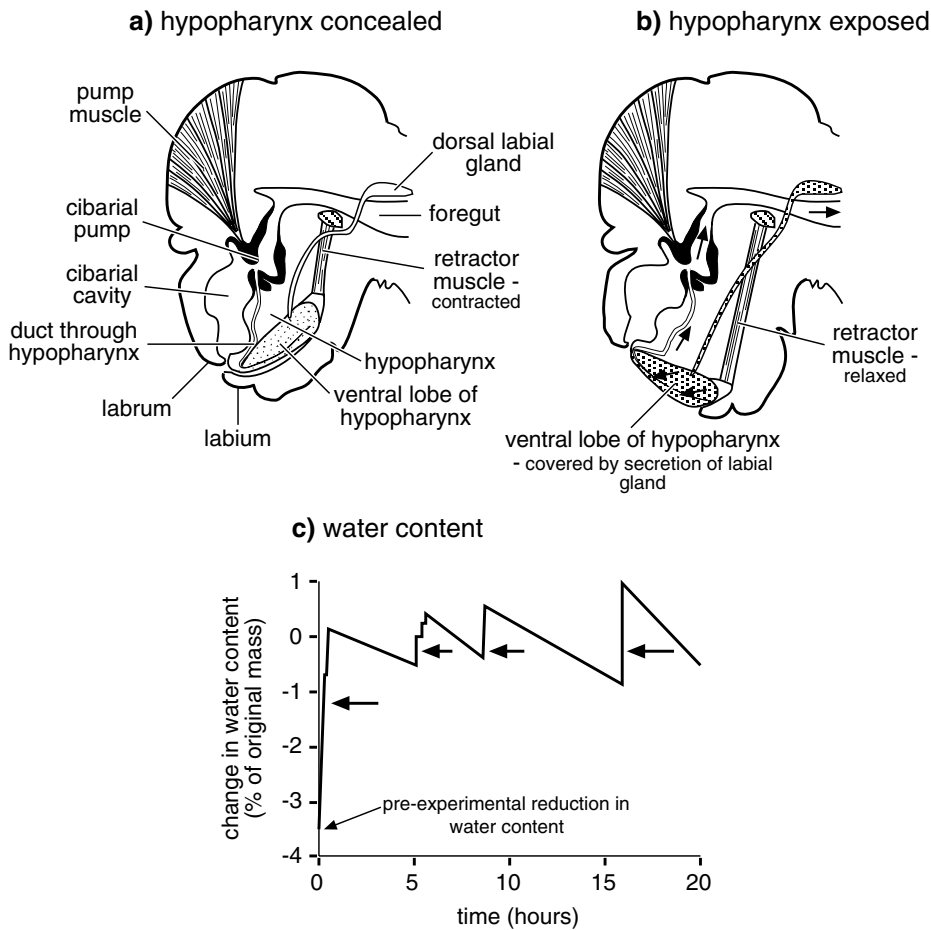 a) hypopharynx concealed
pump
muscle
dorsal labial
gland
cibarial
pump
foregut
cibarial
cavity
retractor
muscle -
contracted
duct through
hypopharynx
hypopharynx
ventral lobe of
hypopharynx
labrum
labium
b) hypopharynx exposed
retractor
muscle -
relaxed
ventral lobe of hypopharynx
- covered by secretion of labial
gland
c) water content
change in water content
(% of original mass)
1
0
-1
-2
-3
-4
pre-experimental reduction in
water content
0 5 10 15 20
time (hours)